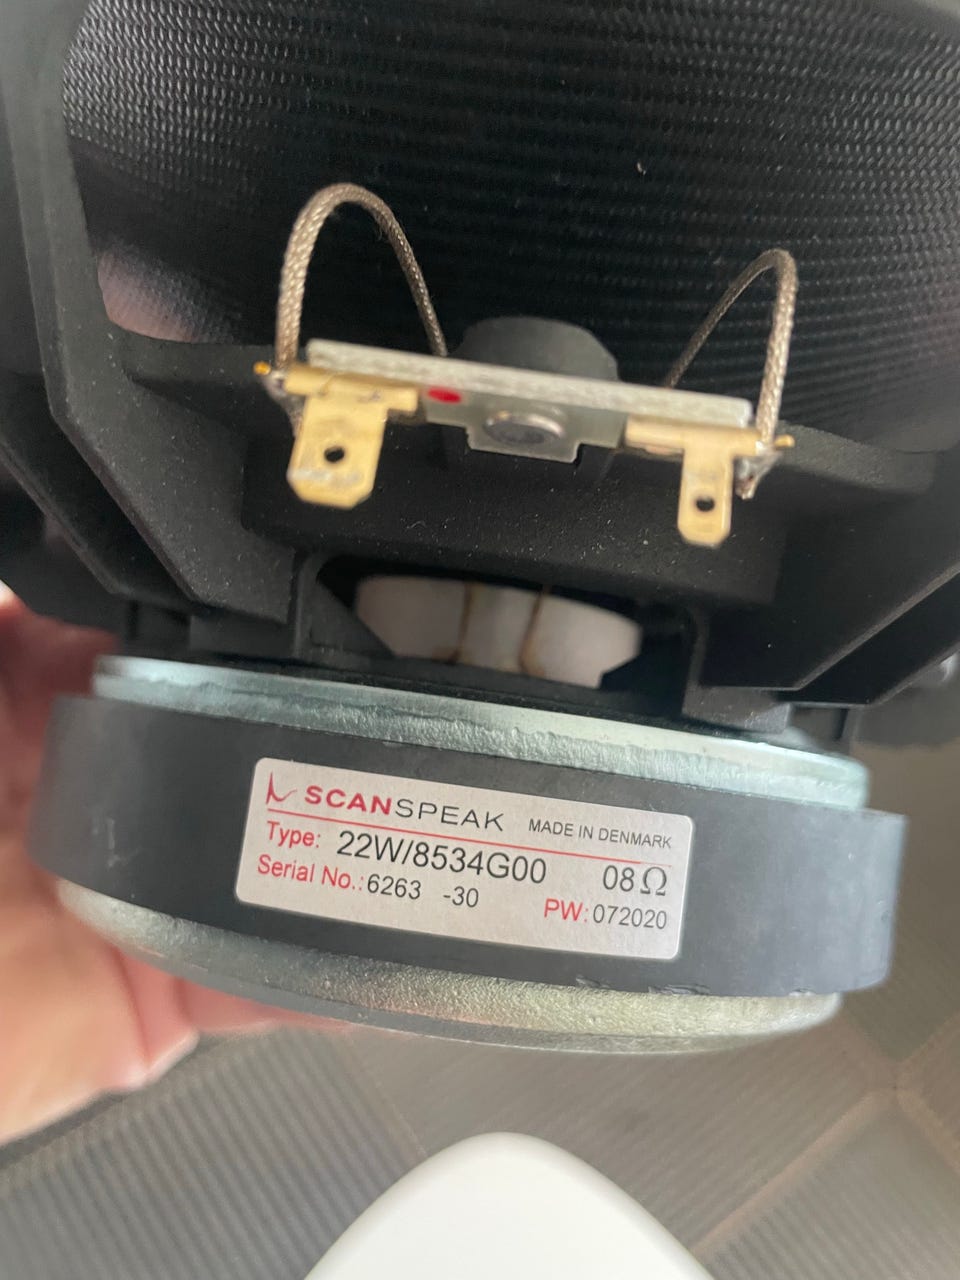 SCANSPEAK MADE IN DENMARK
Type: 22W/8534G00 08Ω
Serial No.: 6263 -30 PW: 072020